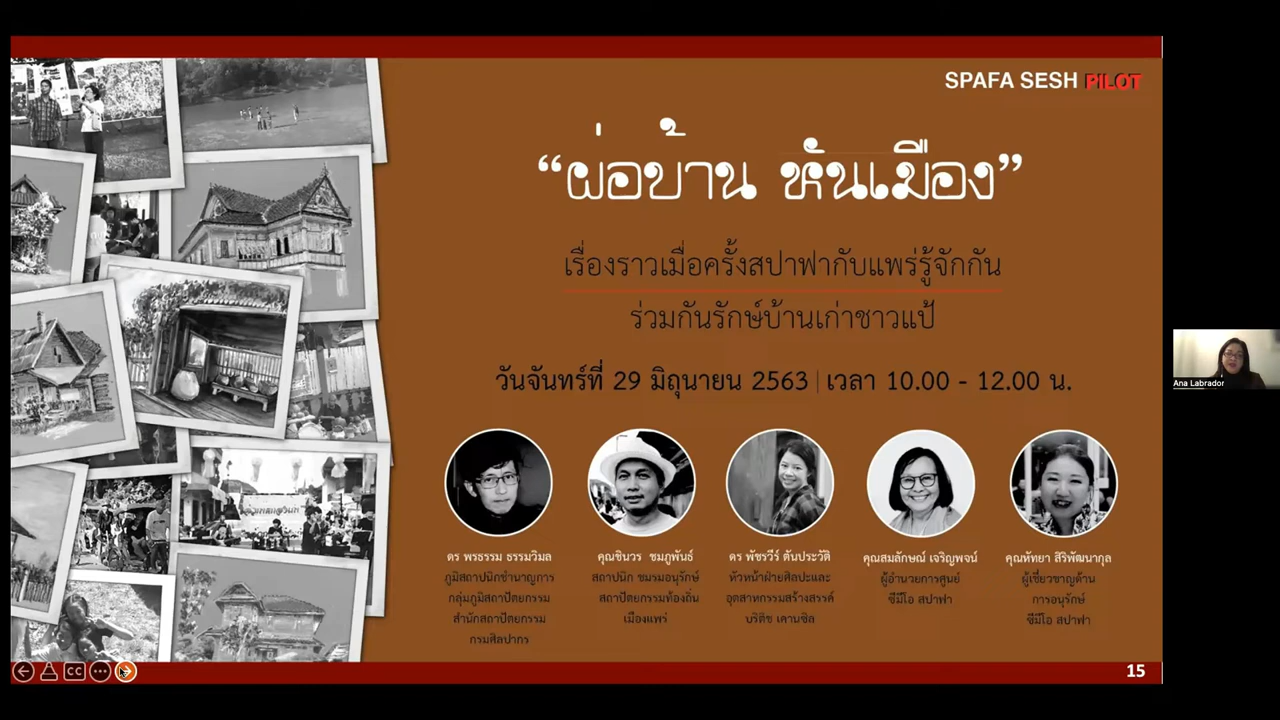 SPAFA SESH PILOT
“ผ่อบ้าน หันเมือง”
เรื่องราวเมื่อครั้งสปาฟากับแพร่รู้จักกัน
ร่วมกันรักษ์บ้านเก่าชาวแป้
วันจันทร์ที่ 29 มิถุนายน 2563 | เวลา 10.00 - 12.00 น.
ดร พรธรรม ธรรมวิมล
ภูมิสถาปนิกชำนาญการ
กลุ่มภูมิสถาปัตยกรรม
สำนักสถาปัตยกรรม
กรมศิลปากร
คุณชินวร ชมภูพันธ์
สถาปนิก ชมรมอนุรักษ์
สถาปัตยกรรมท้องถิ่น
เมืองแพร่
ดร พัชรวีร์ ตันประวัติ
หัวหน้าฝ่ายศิลปะและ
อุตสาหกรรมสร้างสรรค์
บริติช เคานซิล
คุณสมลักษณ์ เจริญพจน์
ผู้อำนวยการศูนย์
ซีมีโอ สปาฟา
คุณหัทยา สิริพัฒนากุล
ผู้เชี่ยวชาญด้าน
การอนุรักษ์
ซีมีโอ สปาฟา
CC
15
Ana Labrador